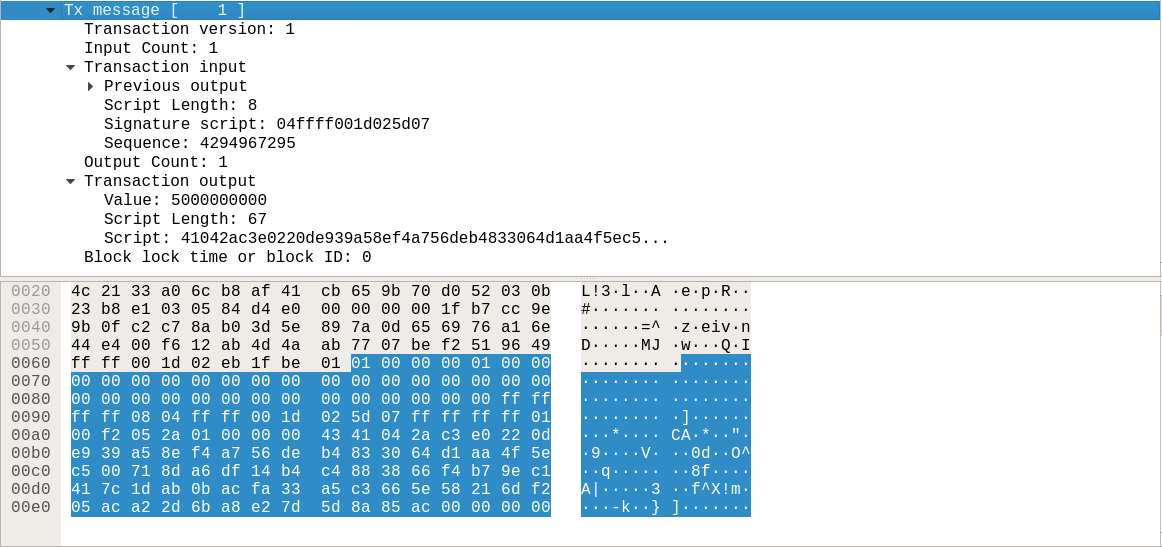 Tx message [    1 ]
Transaction version: 1
Input Count: 1
Transaction input
Previous output
Script Length: 8
Signature script: 04ffff001d025d07
Sequence: 4294967295
Output Count: 1
Transaction output
Value: 5000000000
Script Length: 67
Script: 41042ac3e0220de939a58ef4a756deb4833064d1aa4f5ec5...
Block lock time or block ID: 0
0020 4c 21 33 a0 6c b8 af 41 cb 65 9b 70 d0 52 03 0b L!3·l··A ·e·p·R··
0030 23 b8 e1 03 05 84 d4 e0 00 00 00 00 1f b7 cc 9e #······· ········
0040 9b 0f c2 c7 8a b0 3d 5e 89 7a 0d 65 69 76 a1 6e ······=^ ·z·eiv·n
0050 44 e4 00 f6 12 ab 4d 4a ab 77 07 be f2 51 96 49 D·····MJ ·w···Q·I
0060 ff ff 00 1d 02 eb 1f be 01 01 00 00 00 01 00 00 ········ ········
0070 00 00 00 00 00 00 00 00 00 00 00 00 00 00 00 00 ········ ········
0080 00 00 00 00 00 00 00 00 00 00 00 00 00 00 ff ff ········ ········
0090 ff ff 08 04 ff ff 00 1d 02 5d 07 ff ff ff ff 01 ········ ·]······
00a0 00 f2 05 2a 01 00 00 00 43 41 04 2a c3 e0 22 0d ···*···· CA·*··"·
00b0 e9 39 a5 8e f4 a7 56 de b4 83 30 64 d1 aa 4f 5e ·9····V· ··0d··O^
00c0 c5 00 71 8d a6 df 14 b4 c4 88 38 66 f4 b7 9e c1 ··q····· ··8f····
00d0 41 7c 1d ab 0b ac fa 33 a5 c3 66 5e 58 21 6d f2 A|·····3 ··f^X!m·
00e0 05 ac a2 2d 6b a8 e2 7d 5d 8a 85 ac 00 00 00 00 ···-k··} ]·······